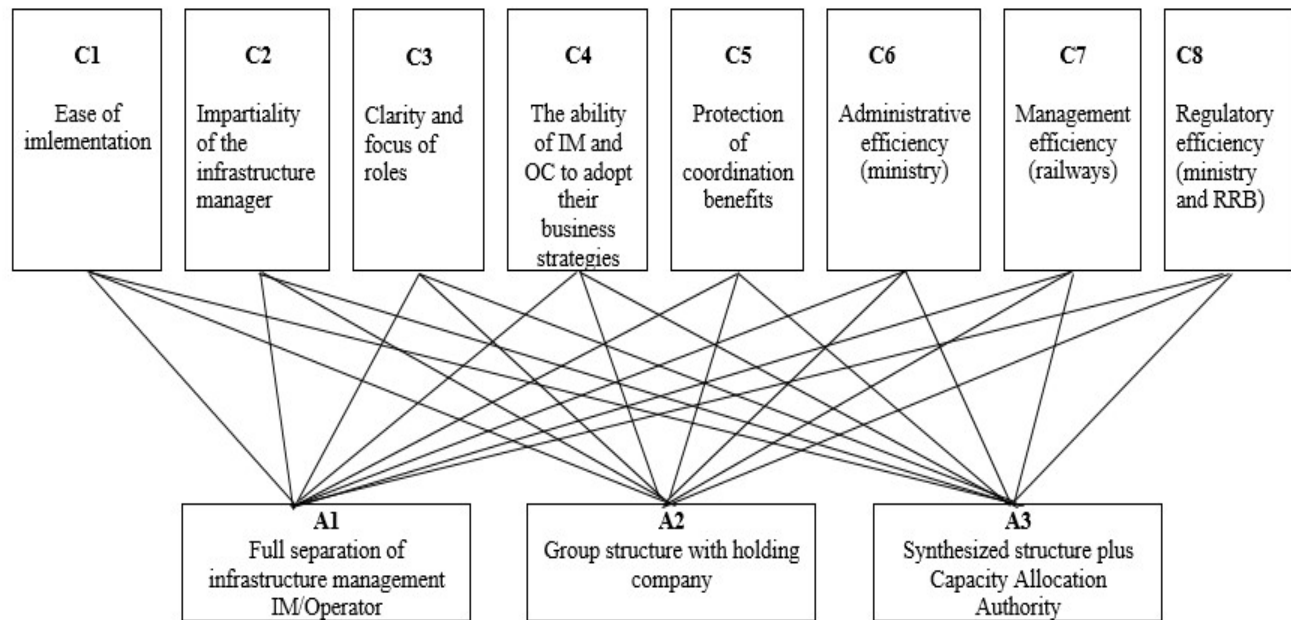 C1
Ease of
imlementation
C2
Impartiality
of the
infrastructure
manager
C3
Clarity and
focus of
roles
C4
The ability
of IM and
OC to adopt
their
business
strategies
C5
Protection
of
coordination
benefits
C6
Administrative
efficiency
(ministry)
C7
Management
efficiency
(railways)
C8
Regulatory
efficiency
(ministry
and RRB)
A1
Full separation of
infrastructure management
IM/Operator
A2
Group structure with holding
company
A3
Synthesized structure plus
Capacity Allocation
Authority